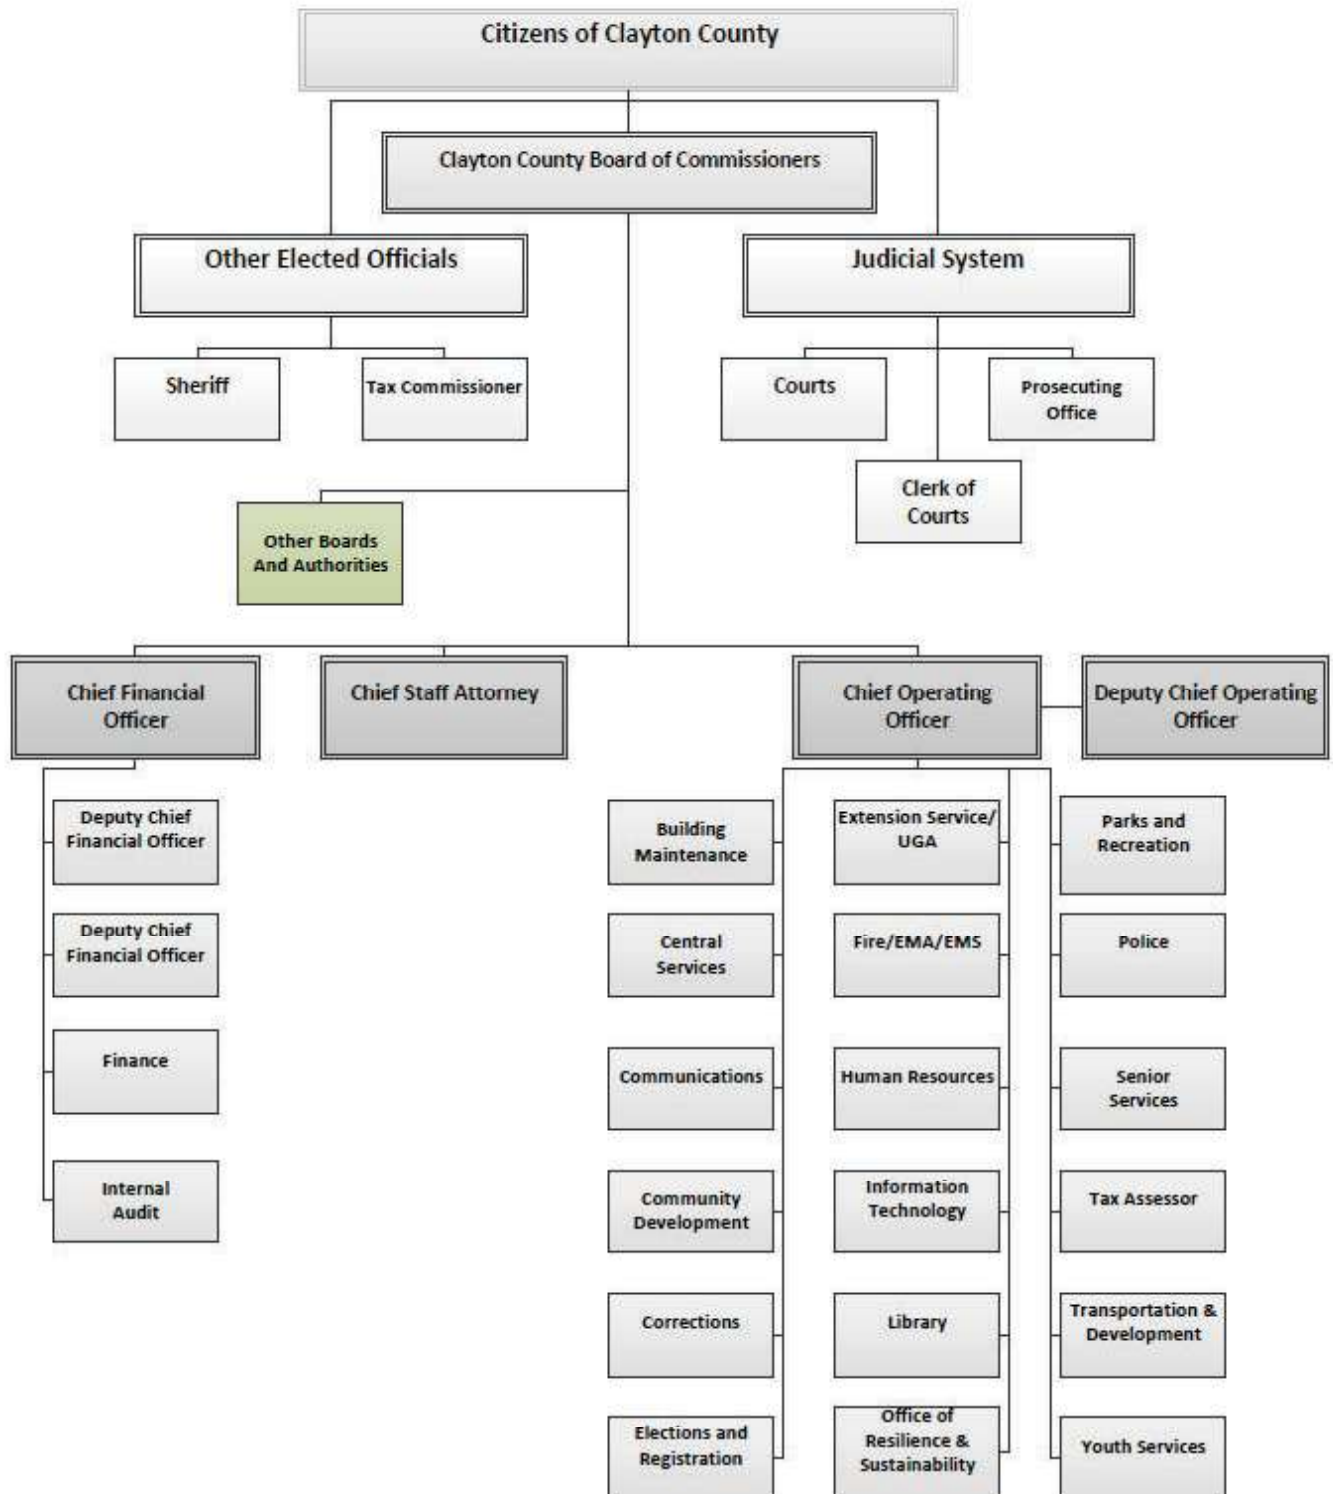 Citizens of Clayton County
Clayton County Board of Commissioners
Other Elected Officials
Judicial System
Sheriff
Tax Commissioner
Courts
Prosecuting
Office
Clerk of
Courts
Other Boards
And Authorities
Chief Financial
Officer
Chief Staff Attorney
Chief Operating
Officer
Deputy Chief Operating
Officer
Deputy Chief
Financial Officer
Deputy Chief
Financial Officer
Finance
Internal
Audit
Building
Maintenance
Central
Services
Communications
Community
Development
Corrections
Elections and
Registration
Extension Service/
UGA
Fire/EMA/EMS
Human Resources
Information
Technology
Library
Office of
Resilience &
Sustainability
Parks and
Recreation
Police
Senior
Services
Tax Assessor
Transportation &
Development
Youth Services